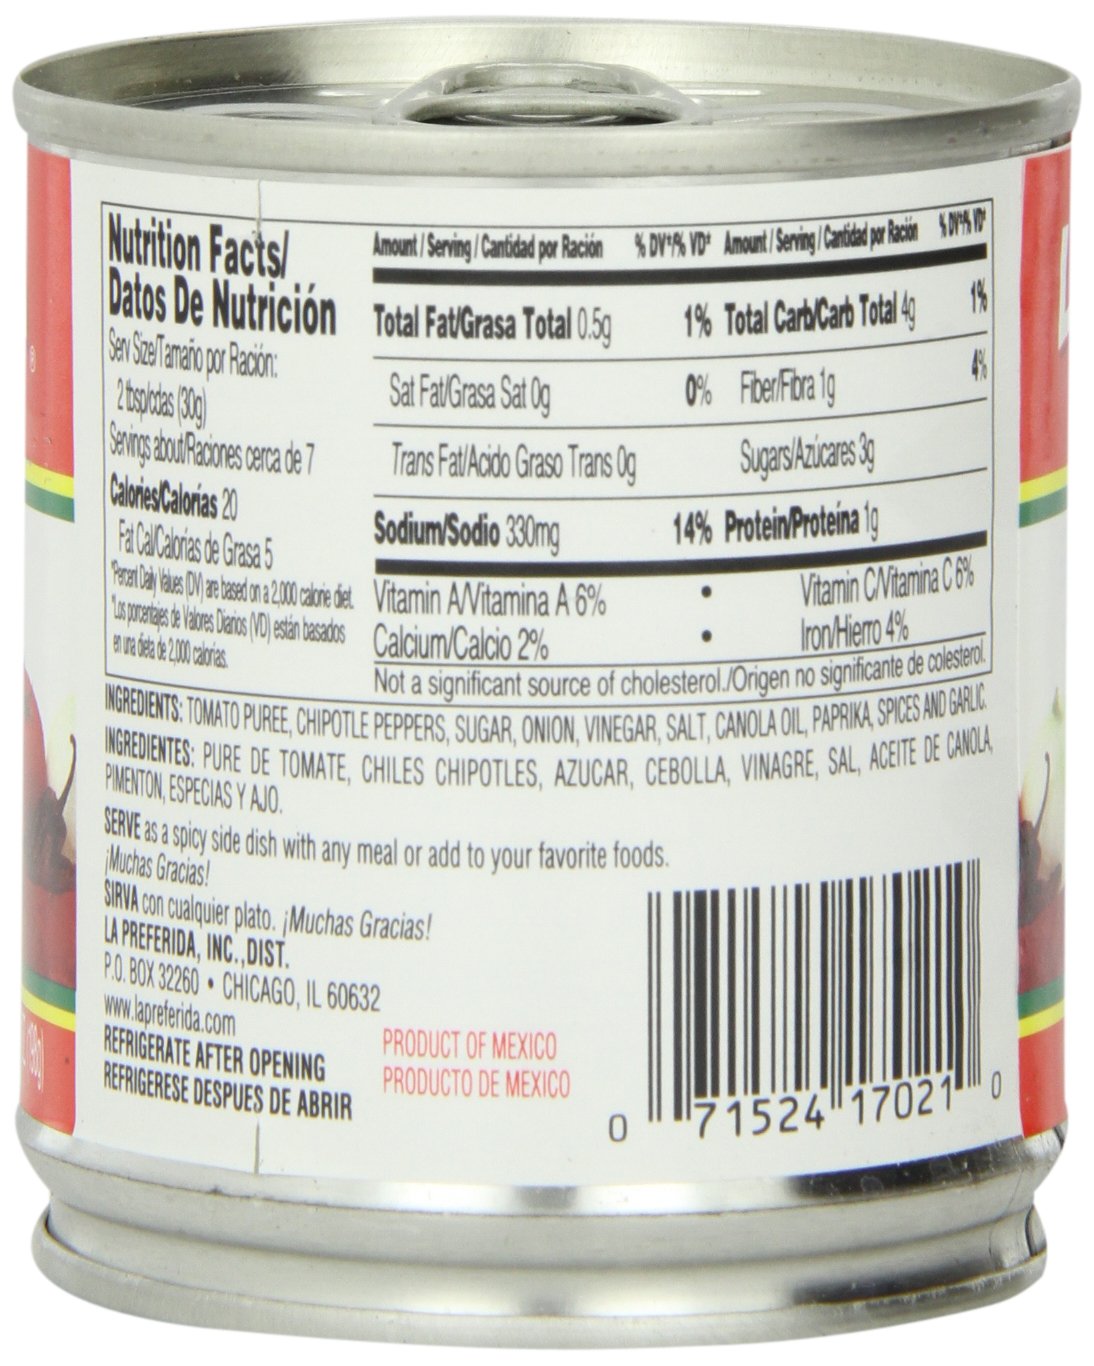 Nutrition Facts/
Datos De Nutrición
Serv Size/Tamaño por Ración:
2 tbsp/cdas (30g)
Servings about/Raciones cerca de 7
Calories/Calorías 20
Fat Cal/Calorías de Grasa 5
*Percent Daily Values (DV) are based on a 2,000 calorie diet.
*Los porcentajes de Valores Diarios (VD) están basados
en una dieta de 2,000 calorías.
Amount / Serving / Cantidad por Ración % DV*/% VD* Amount / Serving / Cantidad por Ración % DV*/% VD*
Total Fat/Grasa Total 0.5g 1% Total Carb/Carb Total 4g 1%
Sat Fat/Grasa Sat 0g 0% Fiber/Fibra 1g 4%
Trans Fat/Acido Graso Trans 0g Sugars/Azúcares 3g
Sodium/Sodio 330mg 14% Protein/Proteína 1g
Vitamin A/Vitamina A 6% • Vitamin C/Vitamina C 6%
Calcium/Calcio 2% • Iron/Hierro 4%
Not a significant source of cholesterol./Origen no significante de colesterol.
INGREDIENTS: TOMATO PUREE, CHIPOTLE PEPPERS, SUGAR, ONION, VINEGAR, SALT, CANOLA OIL, PAPRIKA, SPICES AND GARLIC.
INGREDIENTES: PURE DE TOMATE, CHILES CHIPOTLES, AZUCAR, CEBOLLA, VINAGRE, SAL, ACEITE DE CANOLA,
PIMENTON, ESPECIAS Y AJO.
SERVE as a spicy side dish with any meal or add to your favorite foods.
¡Muchas Gracias!
SIRVA con cualquier plato. ¡Muchas Gracias!
LA PREFERIDA, INC., DIST.
P.O. BOX 32260 • CHICAGO, IL 60632
www.lapreferida.com
REFRIGERATE AFTER OPENING
REFRIGERESE DESPUES DE ABRIR
PRODUCT OF MEXICO
PRODUCTO DE MEXICO
0 71524 17021 0
®